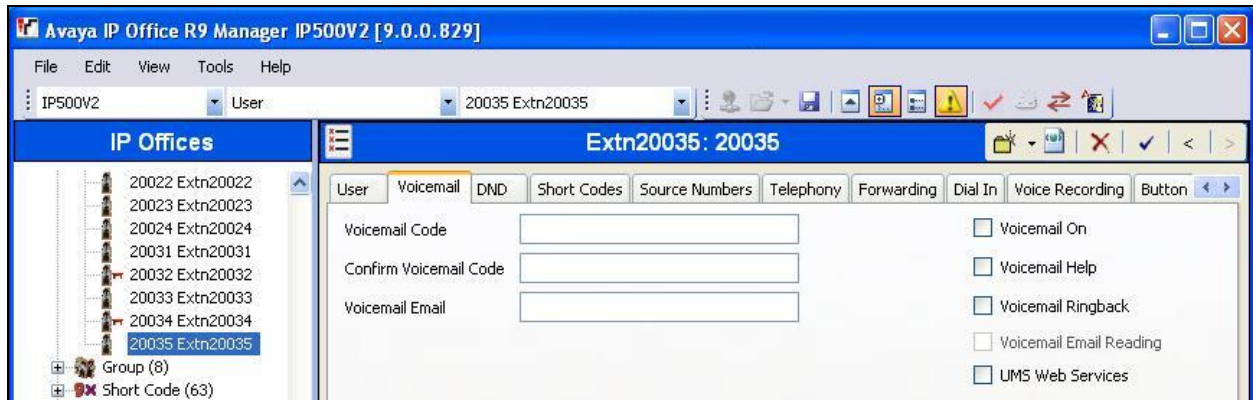 Avaya IP Office R9 Manager IP500V2 [9.0.0.829]
File Edit View Tools Help
IP500V2 User 20035 Extn20035
IP Offices
20022 Extn20022
20023 Extn20023
20024 Extn20024
20031 Extn20031
20032 Extn20032
20033 Extn20033
20034 Extn20034
20035 Extn20035
Group (8)
Short Code (63)
Extn20035: 20035
User Voicemail DND Short Codes Source Numbers Telephony Forwarding Dial In Voice Recording Button
Voicemail Code
Confirm Voicemail Code
Voicemail Email
Voicemail On
Voicemail Help
Voicemail Ringback
Voicemail Email Reading
UMS Web Services